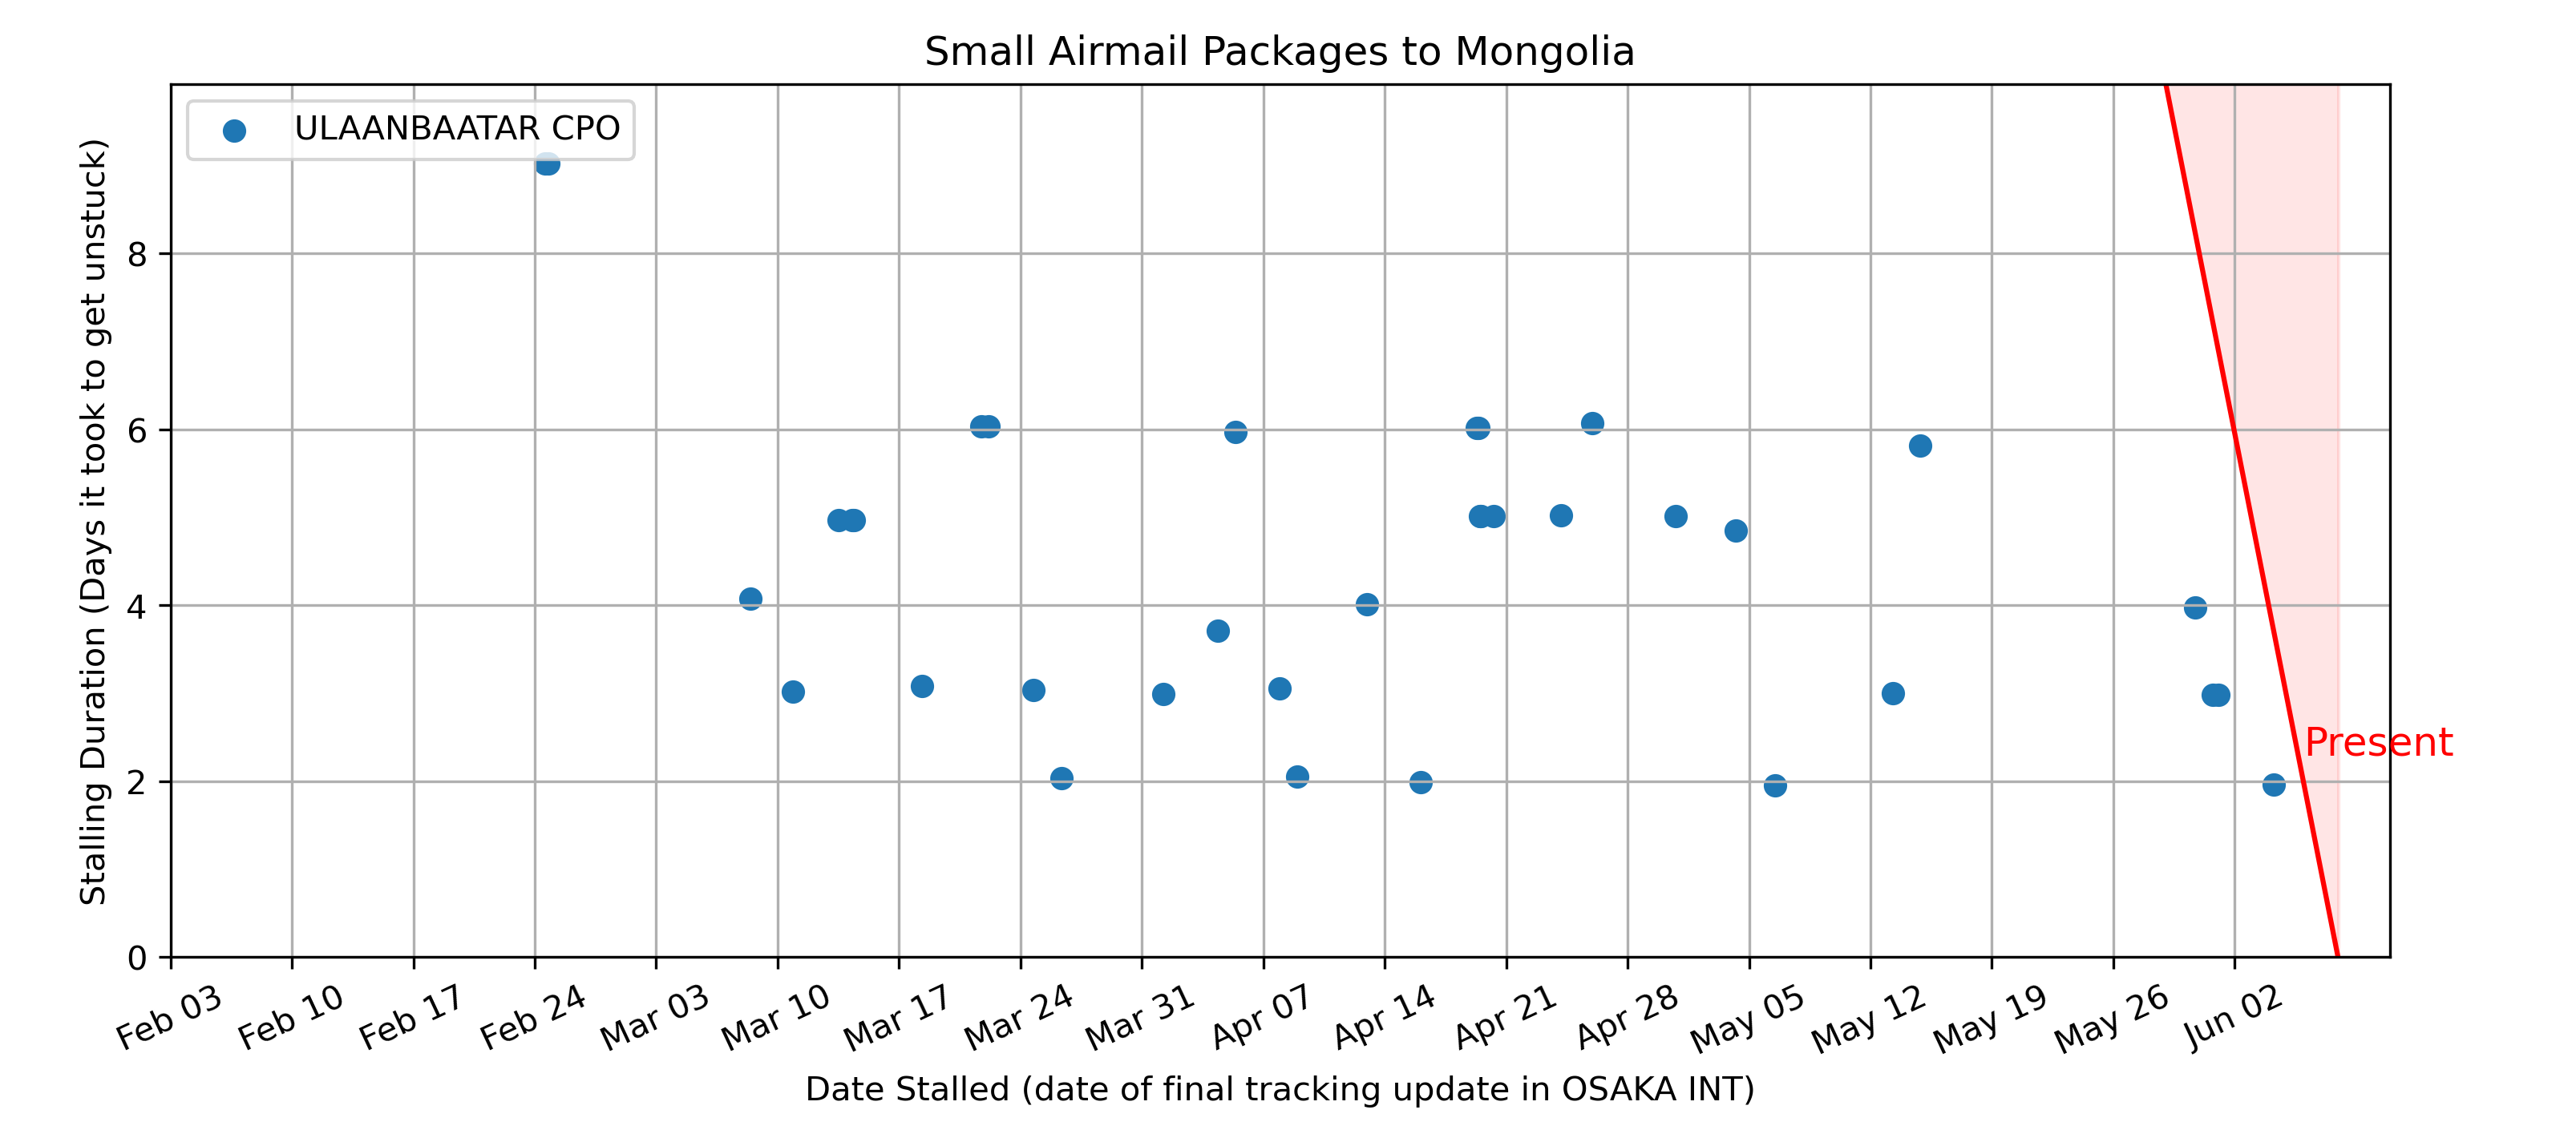 Small Airmail Packages to Mongolia
ULAANBAATAR CPO
Stalling Duration (Days it took to get unstuck)
8
6
4
2
0
Present
Feb 03
Feb 10
Feb 17
Feb 24
Mar 03
Mar 10
Mar 17
Mar 24
Mar 31
Apr 07
Apr 14
Apr 21
Apr 28
May 05
May 12
May 19
May 26
Jun 02
Date Stalled (date of final tracking update in OSAKA INT)